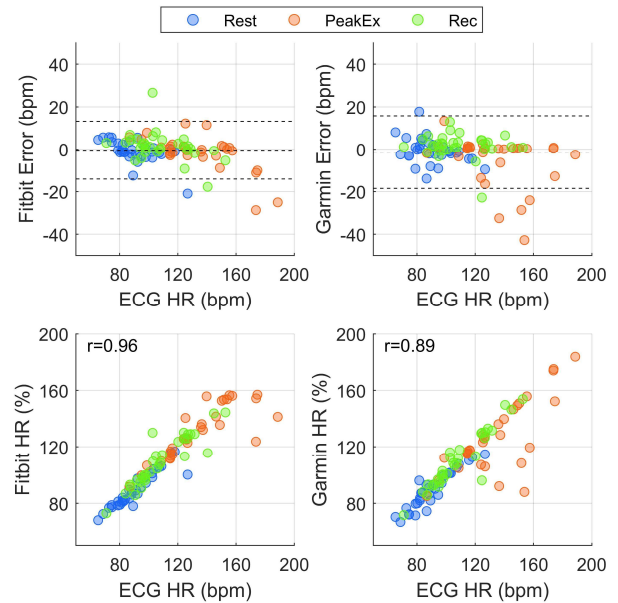 Rest PeakEx Rec
Fitbit Error (bpm)
40
20
0
-20
-40
80 120 160 200
ECG HR (bpm)
Garmin Error (bpm)
40
20
0
-20
-40
80 120 160 200
ECG HR (bpm)
r=0.96
Fitbit HR (%)
200
160
120
80
80 120 160 200
ECG HR (bpm)
r=0.89
Garmin HR (%)
200
160
120
80
80 120 160 200
ECG HR (bpm)